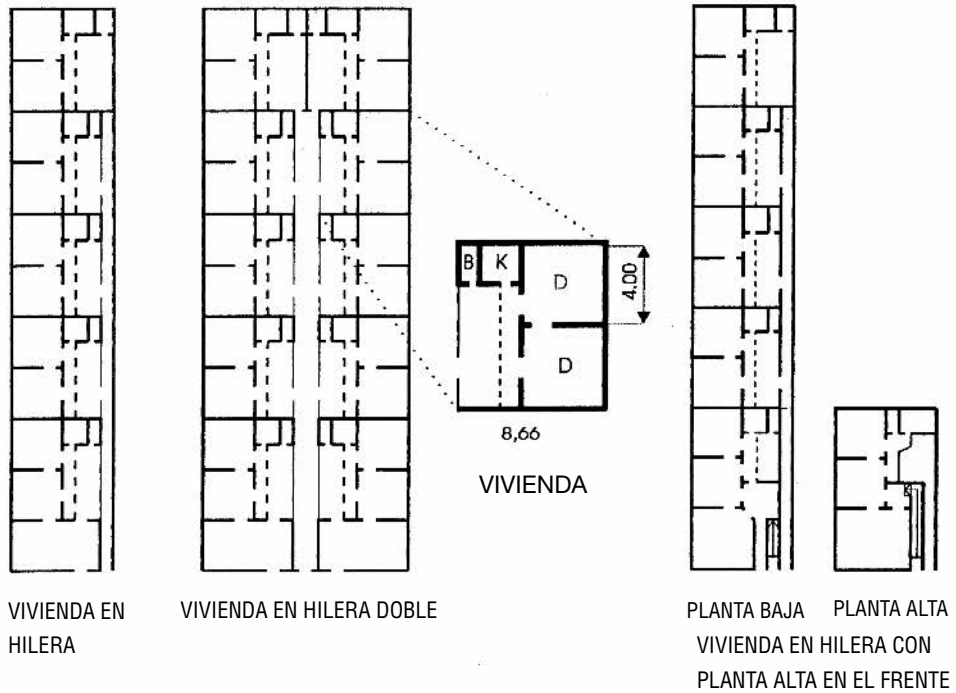 B K D
4.00
D
8,66
VIVIENDA
VIVIENDA EN
HILERA
VIVIENDA EN HILERA DOBLE
PLANTA BAJA
PLANTA ALTA
VIVIENDA EN HILERA CON
PLANTA ALTA EN EL FRENTE